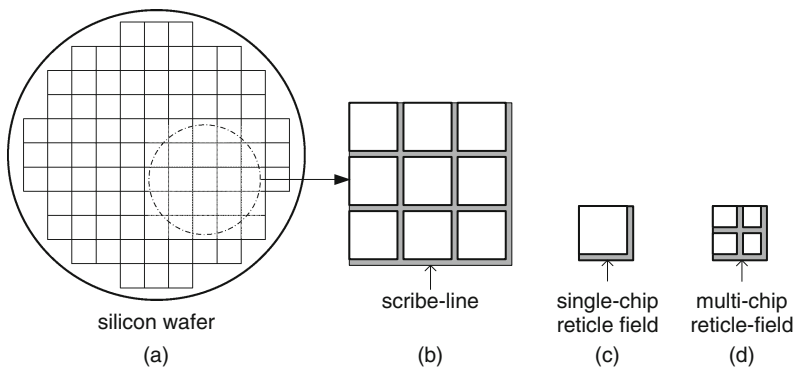 silicon wafer
(a)
scribe-line
(b)
single-chip
reticle field
(c)
multi-chip
reticle-field
(d)